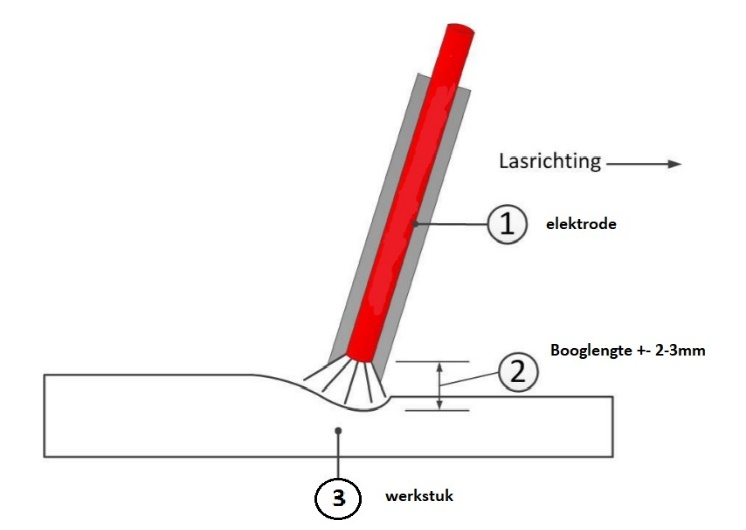 Lasrichting
1 elektrode
Booglengte +- 2-3mm
2
3 werkstuk